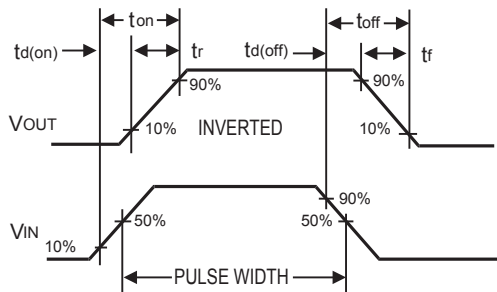 ton toff
td(on) tr td(off) tf
90% 90%
VOUT 10% INVERTED 10%
90%
50% 50%
VIN 10%
PULSE WIDTH